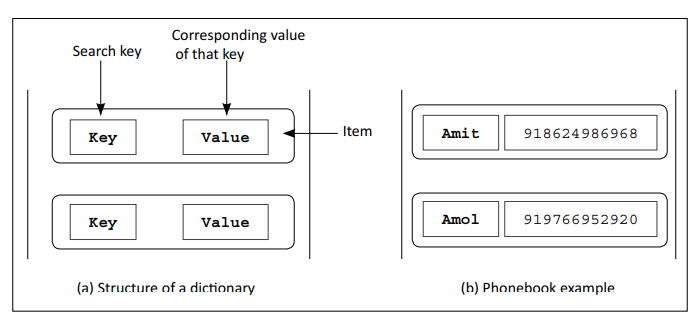 Search key
Corresponding value
of that key
Key
Value
Item
Key
Value
(a) Structure of a dictionary
Amit
918624986968
Amol
919766952920
(b) Phonebook example